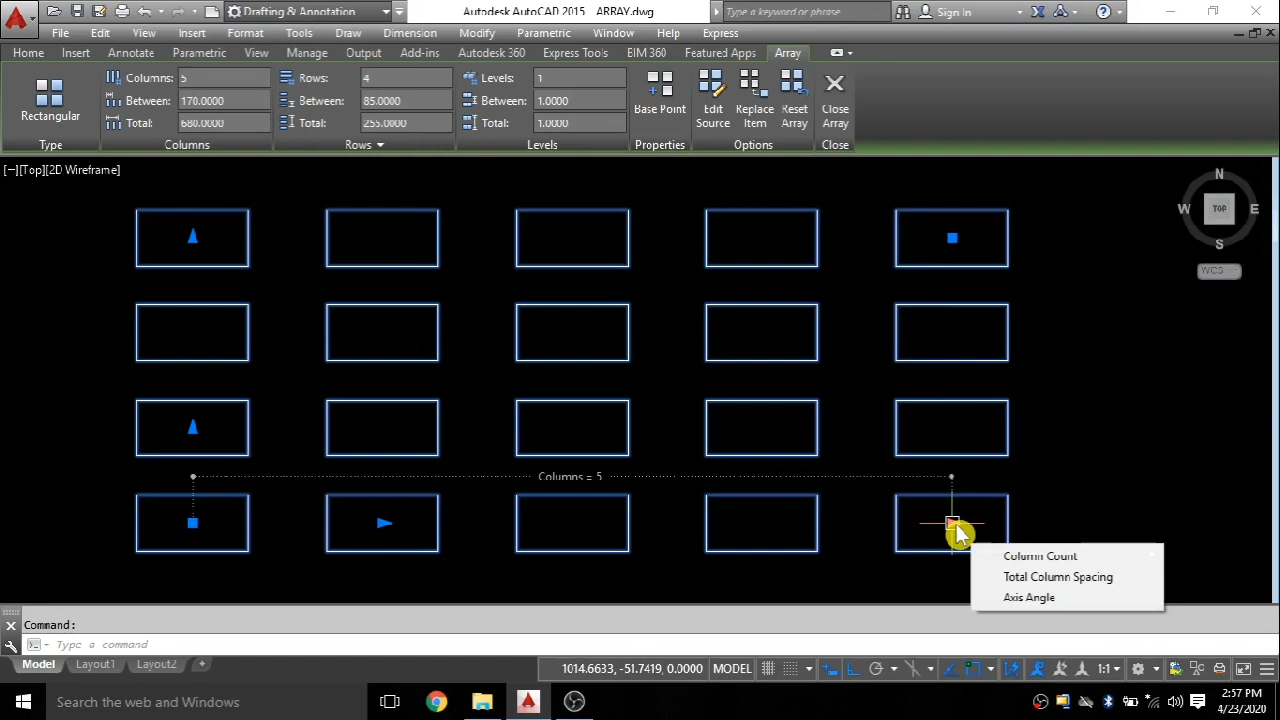 Drafting & Annotation
Autodesk AutoCAD 2015 ARRAY.dwg
Type a keyword or phrase
Sign In
File Edit View Insert Format Tools Draw Dimension Modify Parametric Window Help Express
Home Insert Annotate Parametric View Manage Output Add-ins Autodesk 360 Express Tools BIM 360 Featured Apps Array
Columns: 5 Rows: 4 Levels: 1
Between: 170.0000 Between: 85.0000 Between: 1.0000
Total: 680.0000 Total: 255.0000 Total: 1.0000
Rectangular
Base Point
Edit Source
Replace Item
Reset Array
Close Array
Type Columns Rows Levels Properties Options Close
[−][Top][2D Wireframe]
N
W TOP E
S
WCS
Columns = 5
Column Count
Total Column Spacing
Axis Angle
Command:
Type a command
Model Layout1 Layout2 +
1014.6633, -51.7419, 0.0000 MODEL 1:1
Search the web and Windows
2:57 PM
4/23/2020